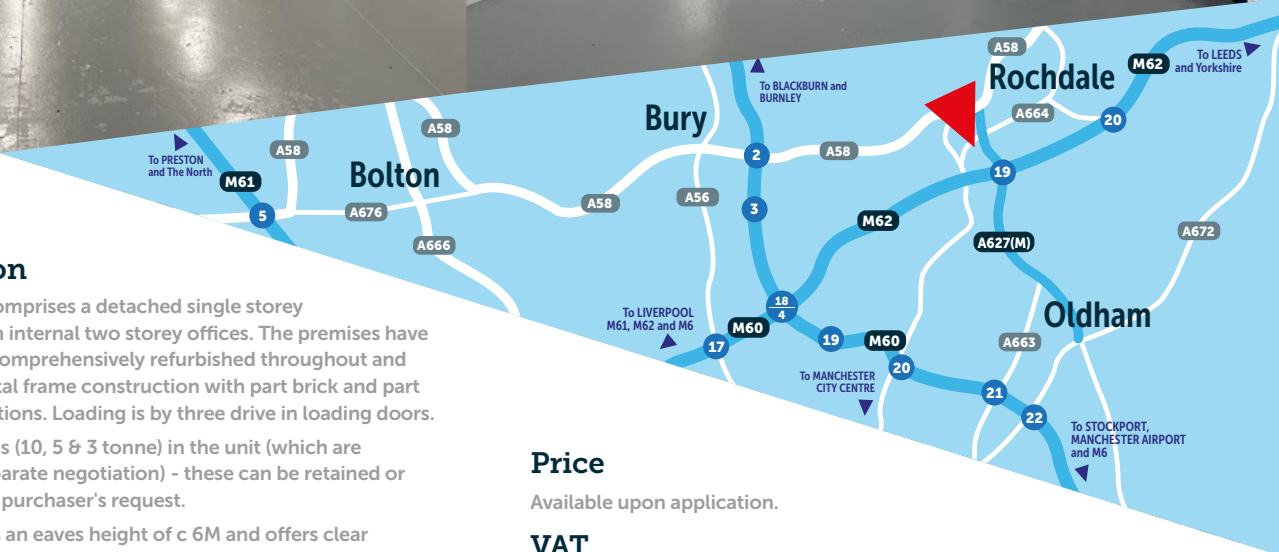 A58
Rochdale
M62
To LEEDS
and Yorkshire
A664
20
To BLACKBURN and
BURNLEY
Bury
A58
2
A58
19
To PRESTON
and The North
A58
M61
Bolton
5
A676
A58
A56
3
M62
A627(M)
A672
A666
18
4
To LIVERPOOL
M61, M62 and M6
M60
17
19
M60
Oldham
A663
To MANCHESTER
CITY CENTRE
20
21
22
To STOCKPORT,
MANCHESTER AIRPORT
and M6
on
omprises a detached single storey
internal two storey offices. The premises have
omprehensively refurbished throughout and
tal frame construction with part brick and part
tions. Loading is by three drive in loading doors.
s (10, 5 & 3 tonne) in the unit (which are
parate negotiation) - these can be retained or
purchaser's request.
an eaves height of c 6M and offers clear
Price
Available upon application.
VAT